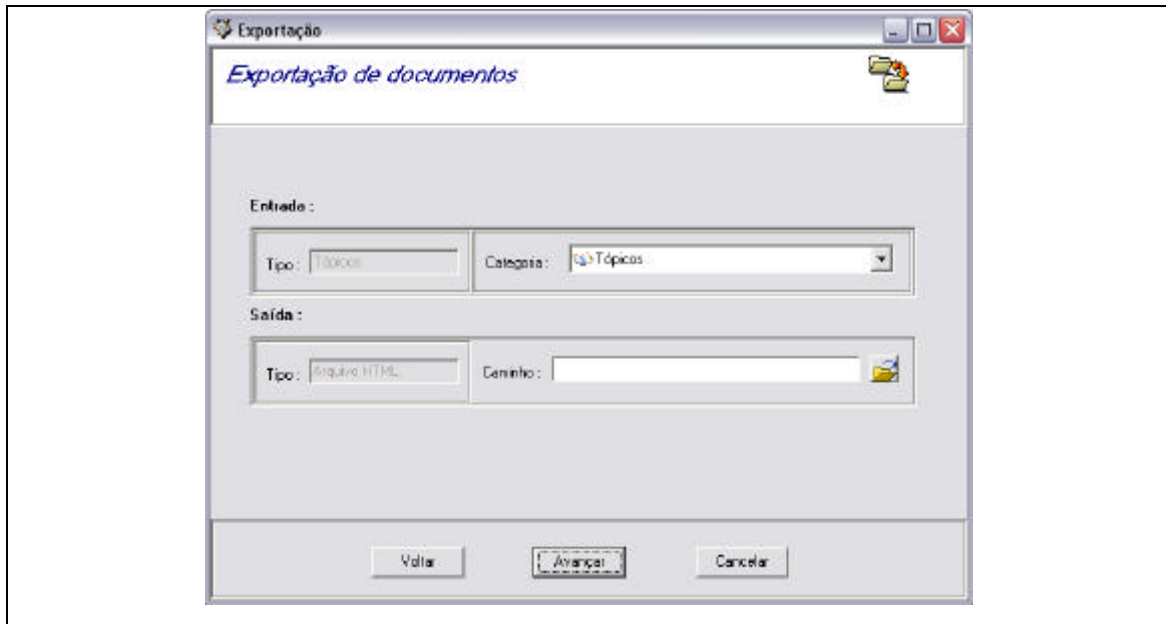 Exportação
Exportação de documentos
Entrada :
Tipo : Tópicos Categoria : Tópicos
Saída :
Tipo : Arquivo HTML Caminho :
Voltar Avançar Cancelar